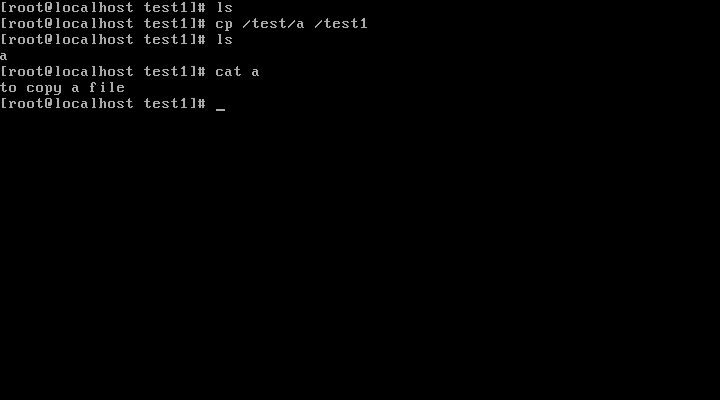 [root@localhost test1]# ls
[root@localhost test1]# cp /test/a /test1
[root@localhost test1]# ls
a
[root@localhost test1]# cat a
to copy a file
[root@localhost test1]# _